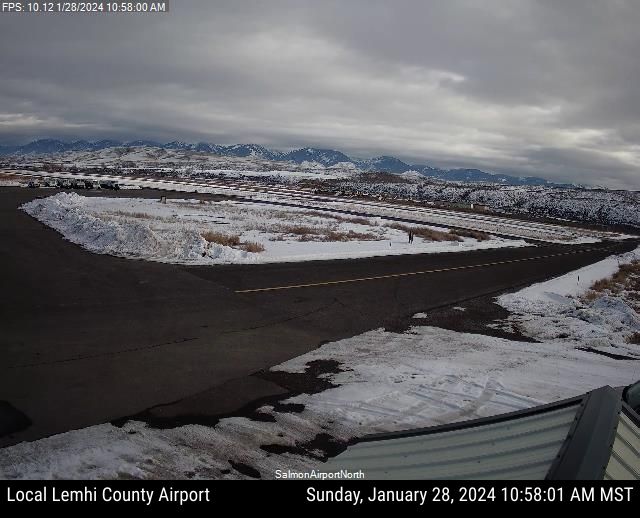 FPS: 10.12 1/28/2024 10:58:00 AM
SalmonAirportNorth
Local Lemhi County Airport Sunday, January 28, 2024 10:58:01 AM MST